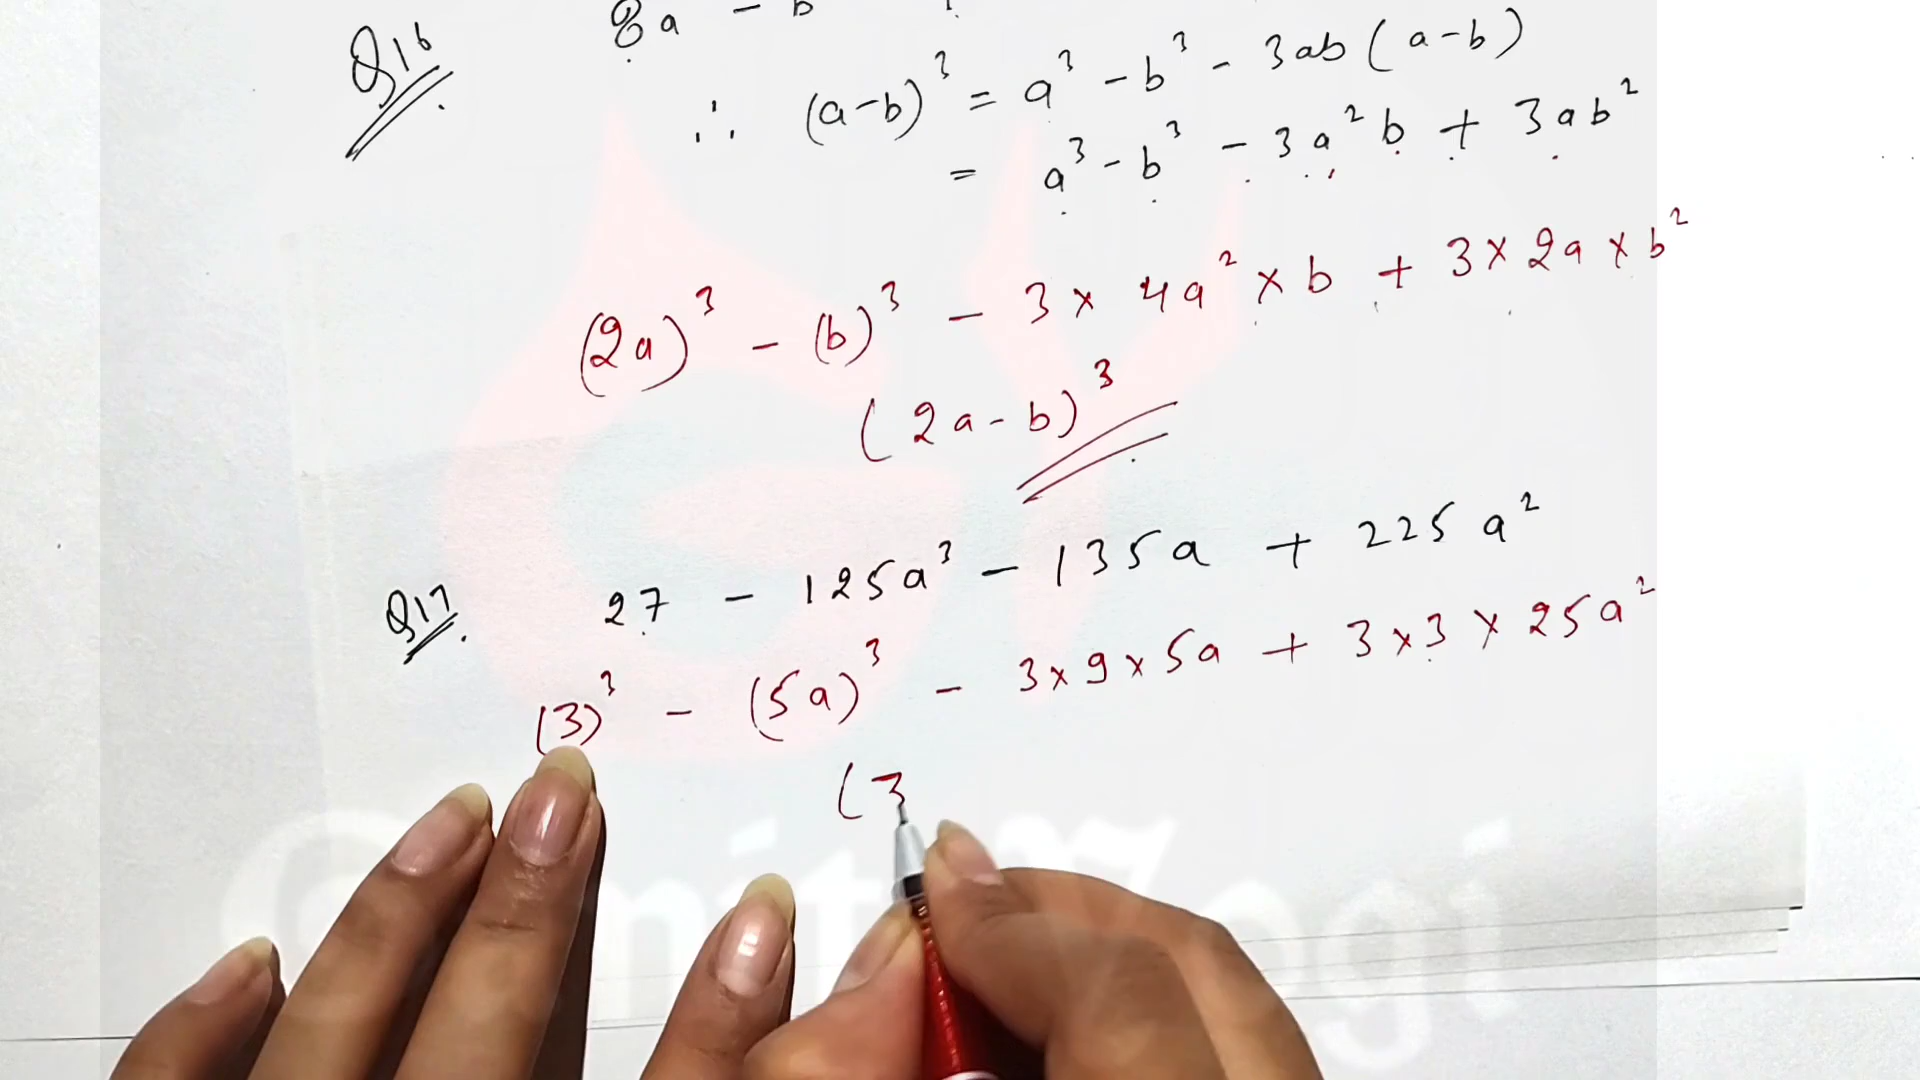 Q16 8a - b
∴ (a-b)³ = a³ - b³ - 3ab (a-b)
= a³ - b³ - 3a²b + 3ab²
(2a)³ - (b)³ - 3 × 4a² × b + 3 × 2a × b²
(2a-b)³
Q17 27 - 125a³ - 135a + 225a²
(3)³ - (5a)³ - 3×9×5a + 3×3×25a²
(3